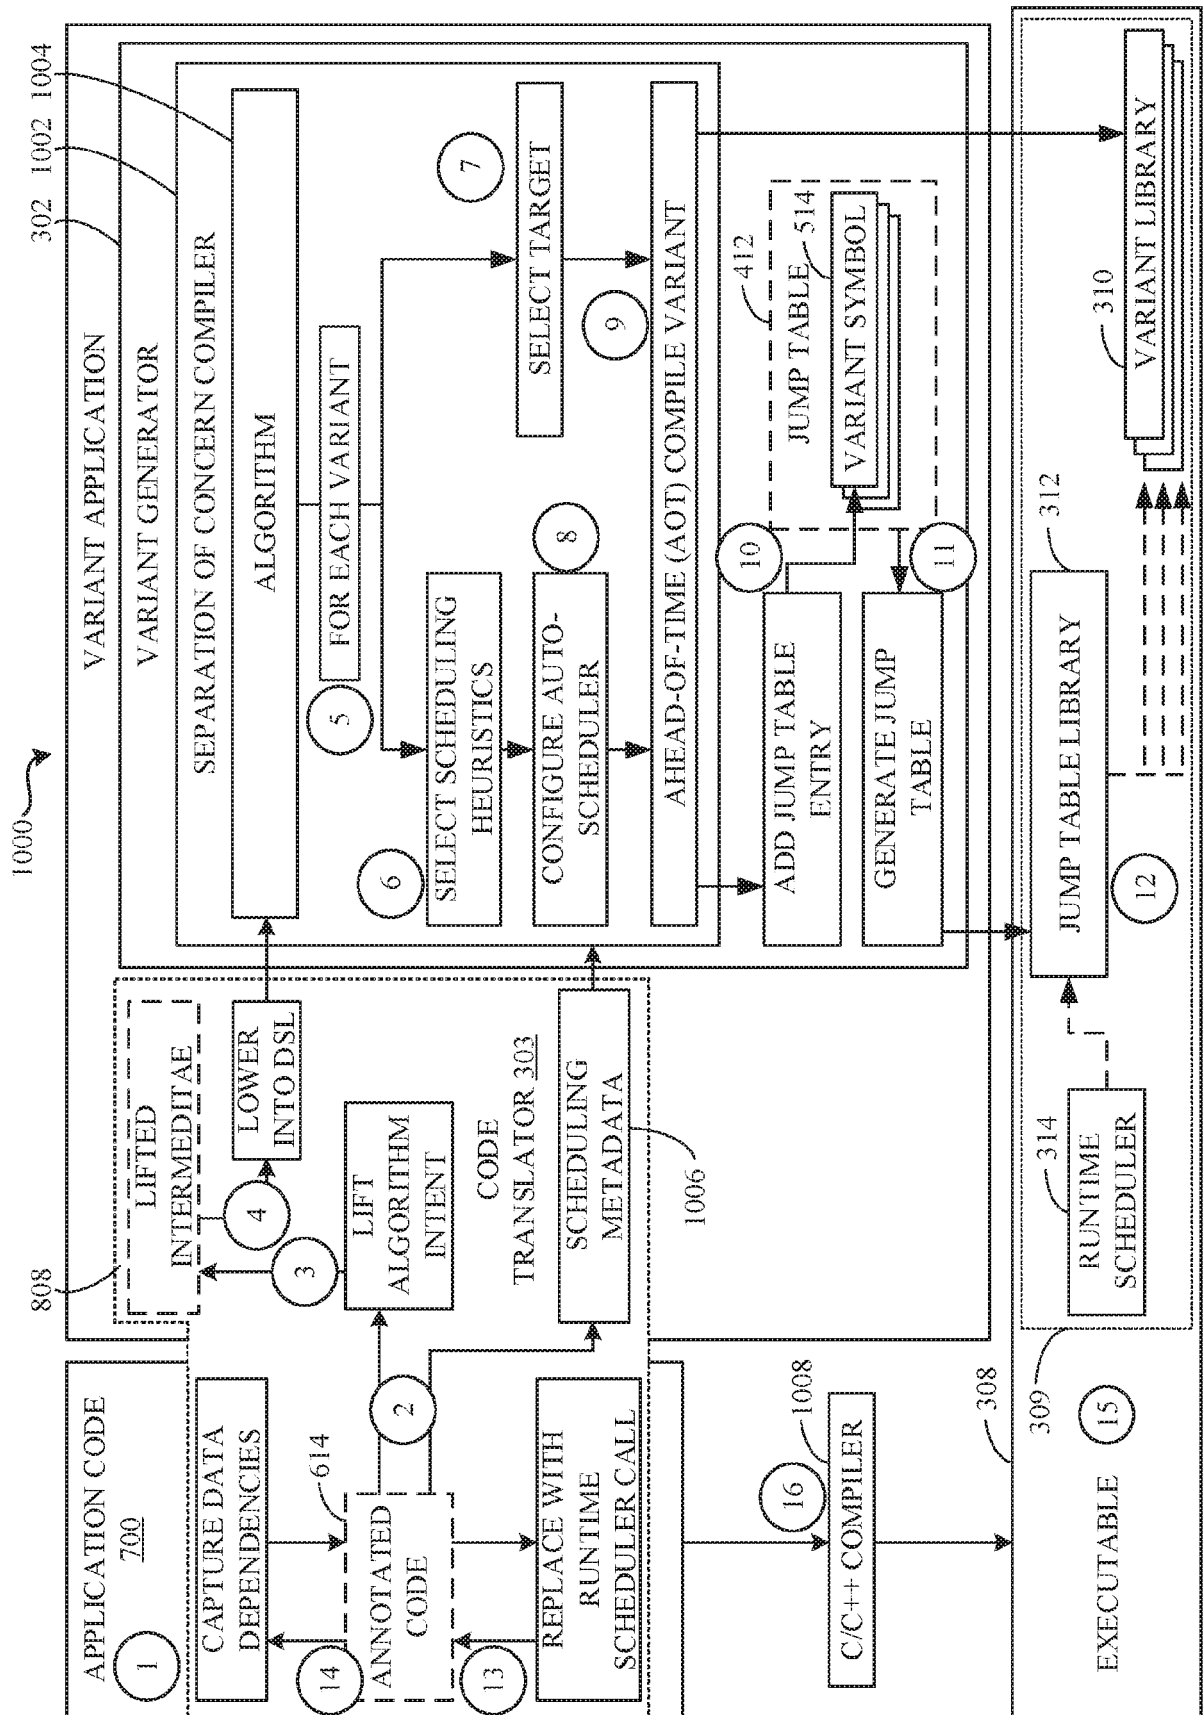 1000
VARIANT APPLICATION
302
1002
1004
VARIANT GENERATOR
SEPARATION OF CONCERN COMPILER
ALGORITHM
5
FOR EACH VARIANT
6
SELECT SCHEDULING
HEURISTICS
7
SELECT TARGET
8
CONFIGURE AUTO-
SCHEDULER
9
AHEAD-OF-TIME (AOT) COMPILE VARIANT
ADD JUMP TABLE
ENTRY
10
412
JUMP TABLE
514
VARIANT SYMBOL
GENERATE JUMP
TABLE
11
APPLICATION CODE
700
1
CAPTURE DATA
DEPENDENCIES
14
ANNOTATED
CODE
614
13
REPLACE WITH
RUNTIME
SCHEDULER CALL
2
808
LIFTED
INTERMEDITAE
3
4
LOWER
INTO DSL
LIFT
ALGORITHM
INTENT
CODE
TRANSLATOR 303
SCHEDULING
METADATA
1006
16
C/C++ COMPILER
1008
308
EXECUTABLE
15
309
RUNTIME
SCHEDULER
314
JUMP TABLE LIBRARY
312
12
310
VARIANT LIBRARY